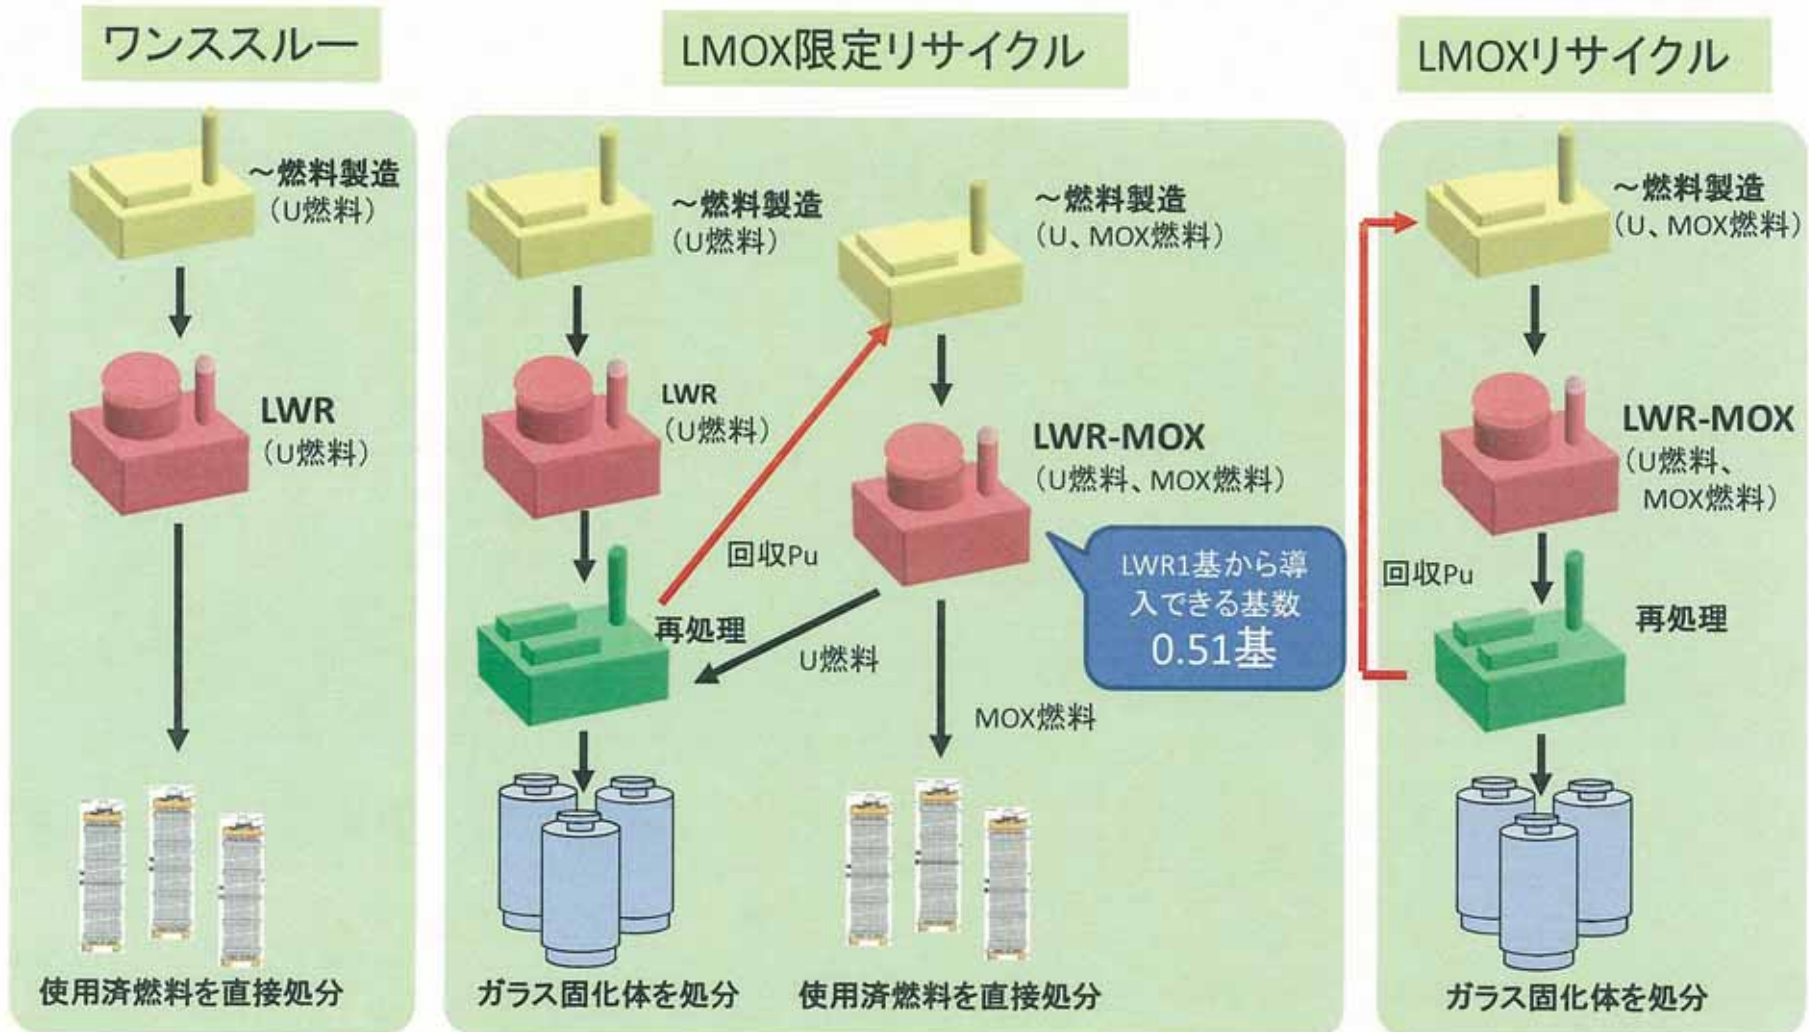 ワンススルー
～燃料製造
（U燃料）
LWR
（U燃料）
使用済燃料を直接処分
LMOX限定リサイクル
～燃料製造
（U燃料）
～燃料製造
（U、MOX燃料）
LWR
（U燃料）
LWR-MOX
（U燃料、MOX燃料）
回収Pu
LWR1基から導
入できる基数
0.51基
再処理
U燃料
MOX燃料
ガラス固化体を処分
使用済燃料を直接処分
LMOXリサイクル
～燃料製造
（U、MOX燃料）
LWR-MOX
（U燃料、
MOX燃料）
回収Pu
再処理
ガラス固化体を処分